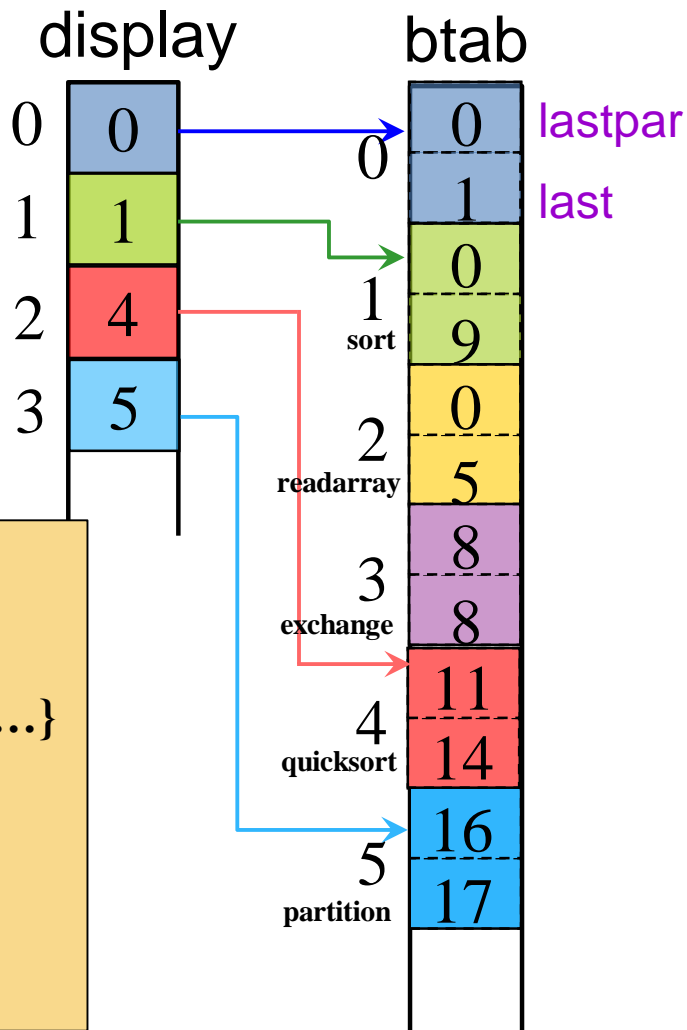 display btab
0 0 0 lastpar
0
1 last
1 1 0
1
sort 9
2 4 0
2
readarray 5
3 5 8
3
exchange 8
11
…}
4
quicksort 14
16
5
partition 17